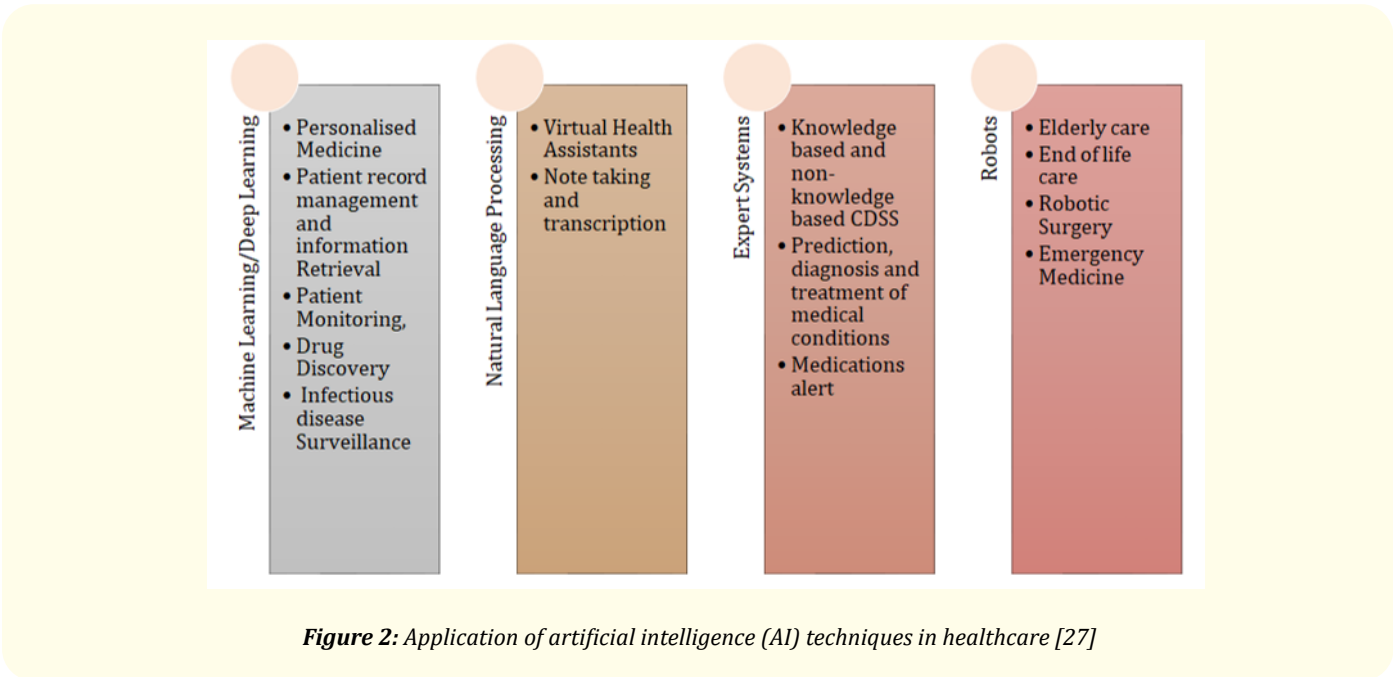 Machine Learning/Deep Learning
• Personalised
Medicine
• Patient record
management
and
information
Retrieval
• Patient
Monitoring,
• Drug
Discovery
• Infectious
disease
Surveillance
Natural Language Processing
• Virtual Health
Assistants
• Note taking
and
transcription
Expert Systems
• Knowledge
based and
non-
knowledge
based CDSS
• Prediction,
diagnosis and
treatment of
medical
conditions
• Medications
alert
Robots
• Elderly care
• End of life
care
• Robotic
Surgery
• Emergency
Medicine
Figure 2: Application of artificial intelligence (AI) techniques in healthcare [27]